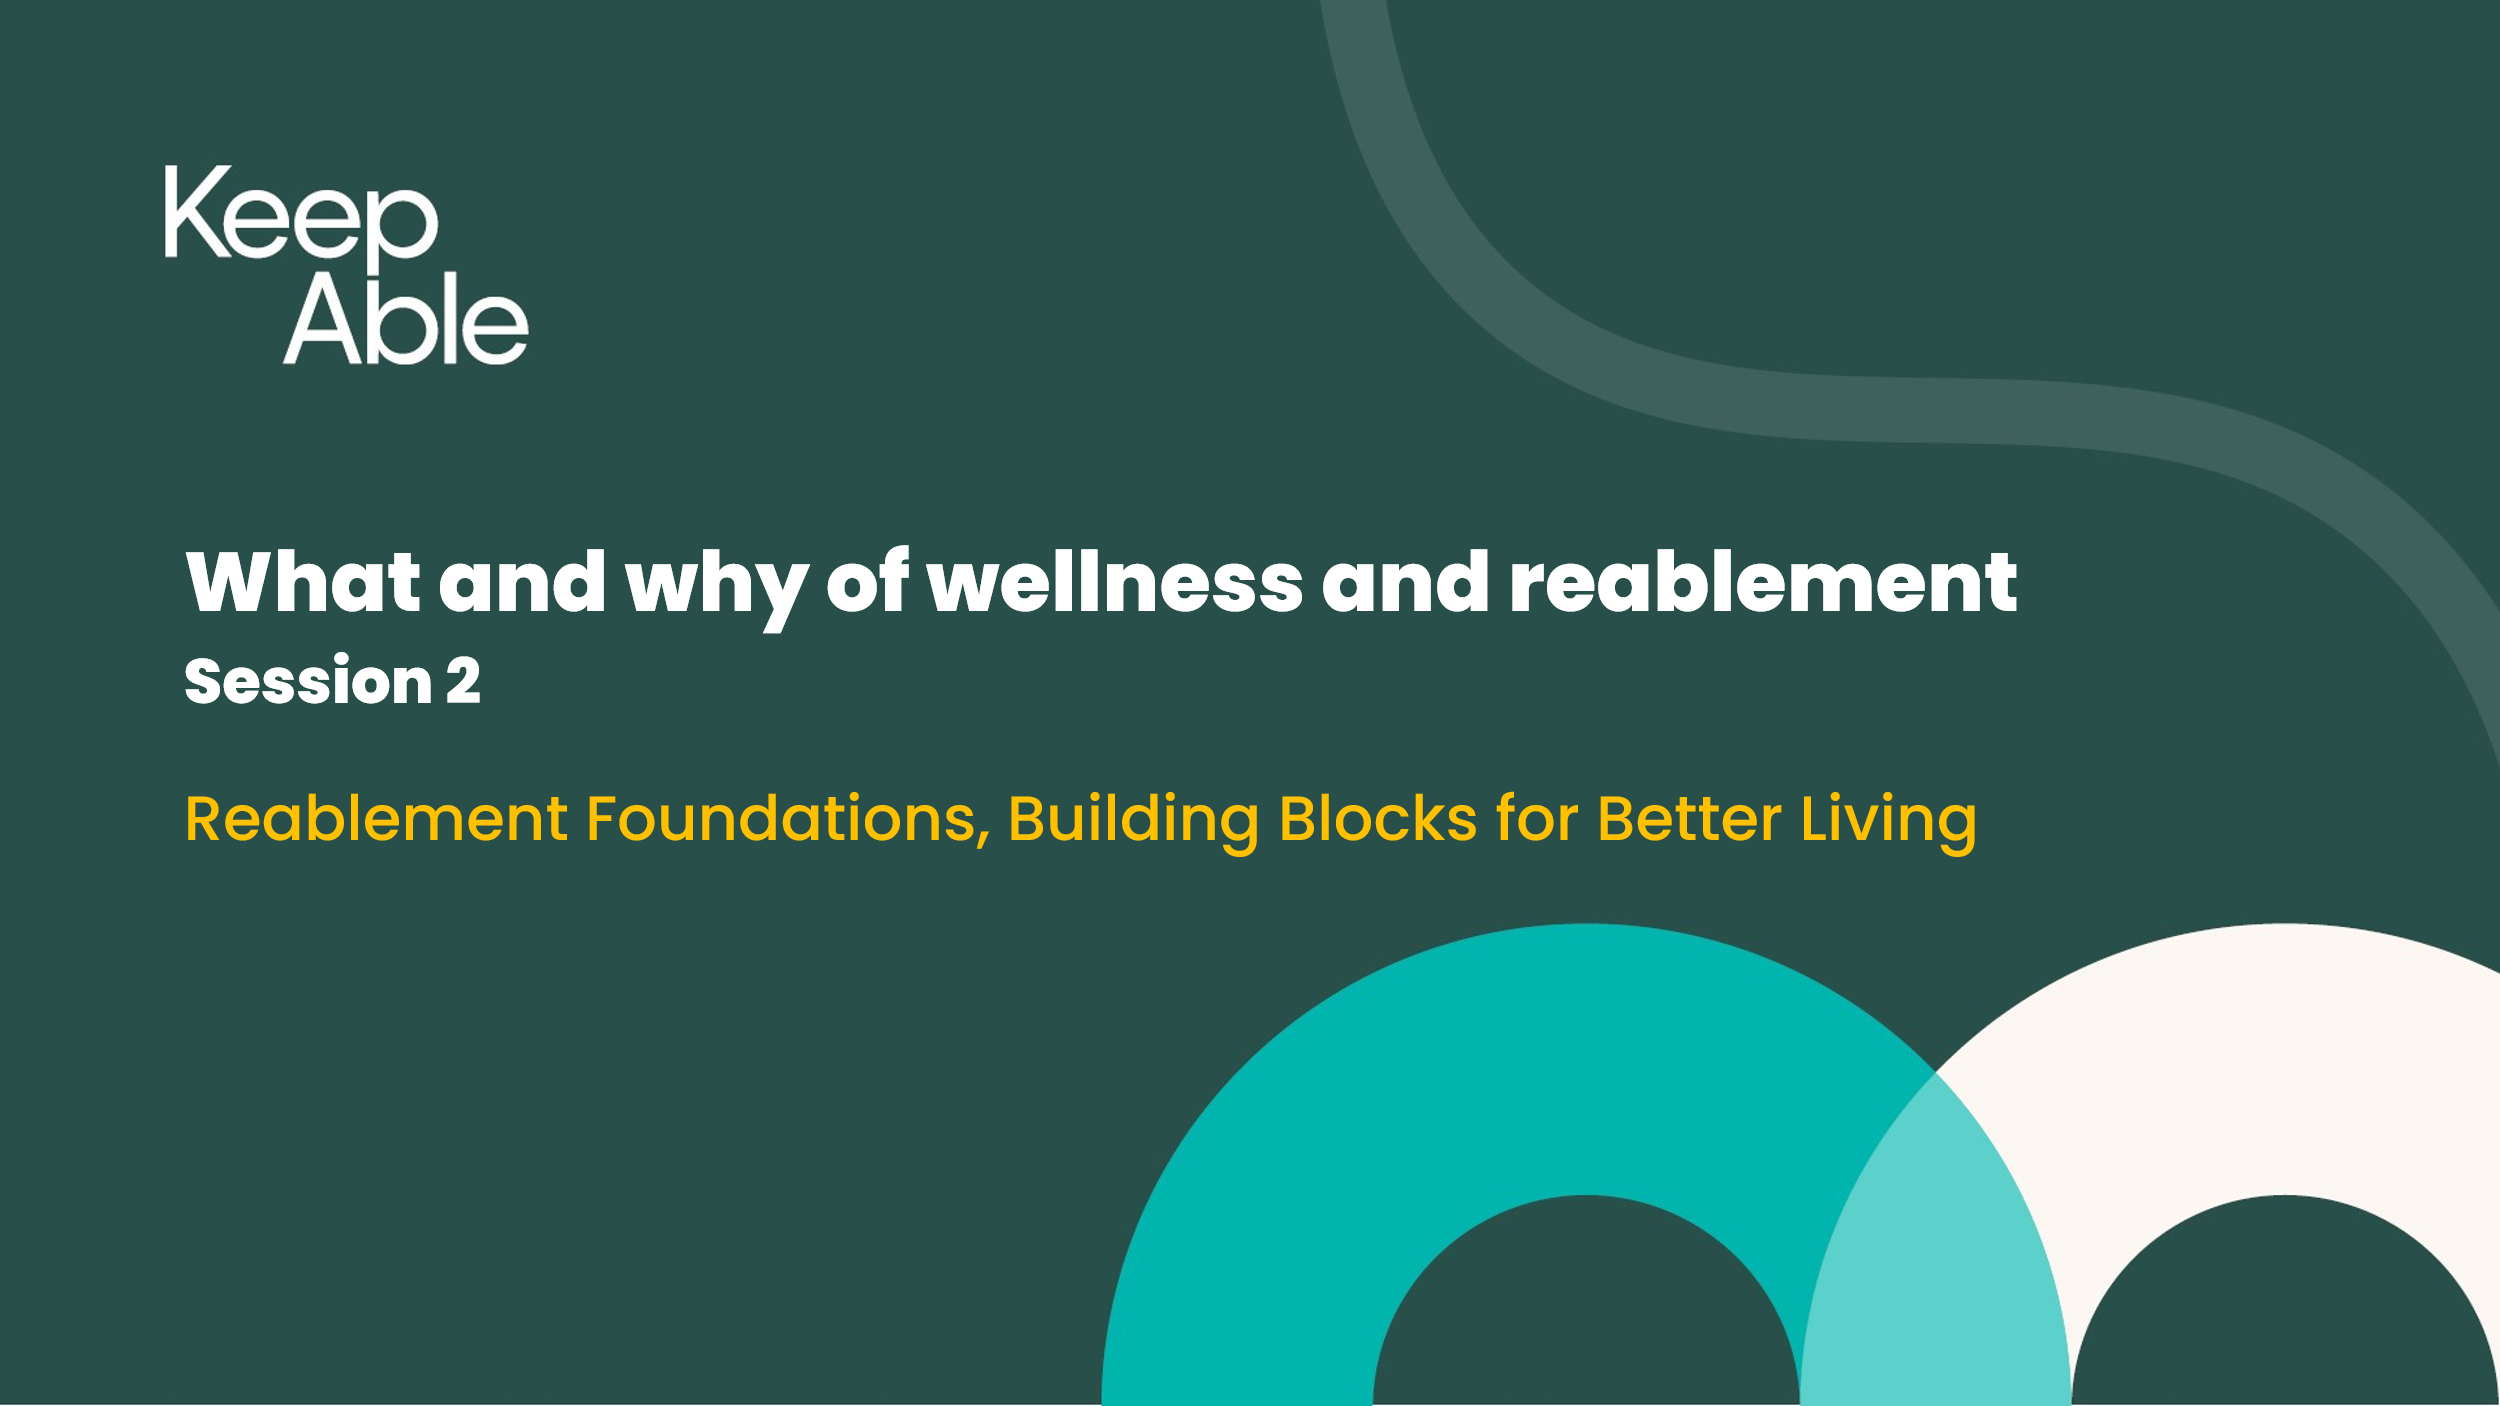 Keep
Able
What and why of wellness and reablement
Session 2
Reablement Foundations, Building Blocks for Better Living